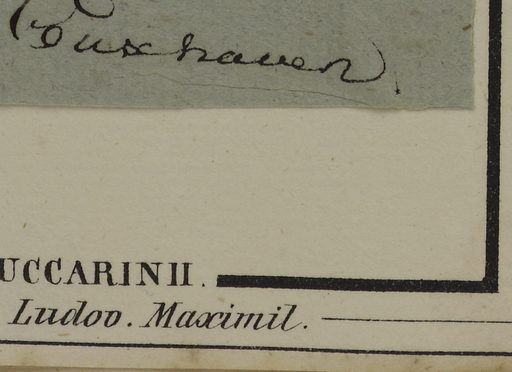 Cuxhaven.
UCCARINII.
Ludov. Maximil.